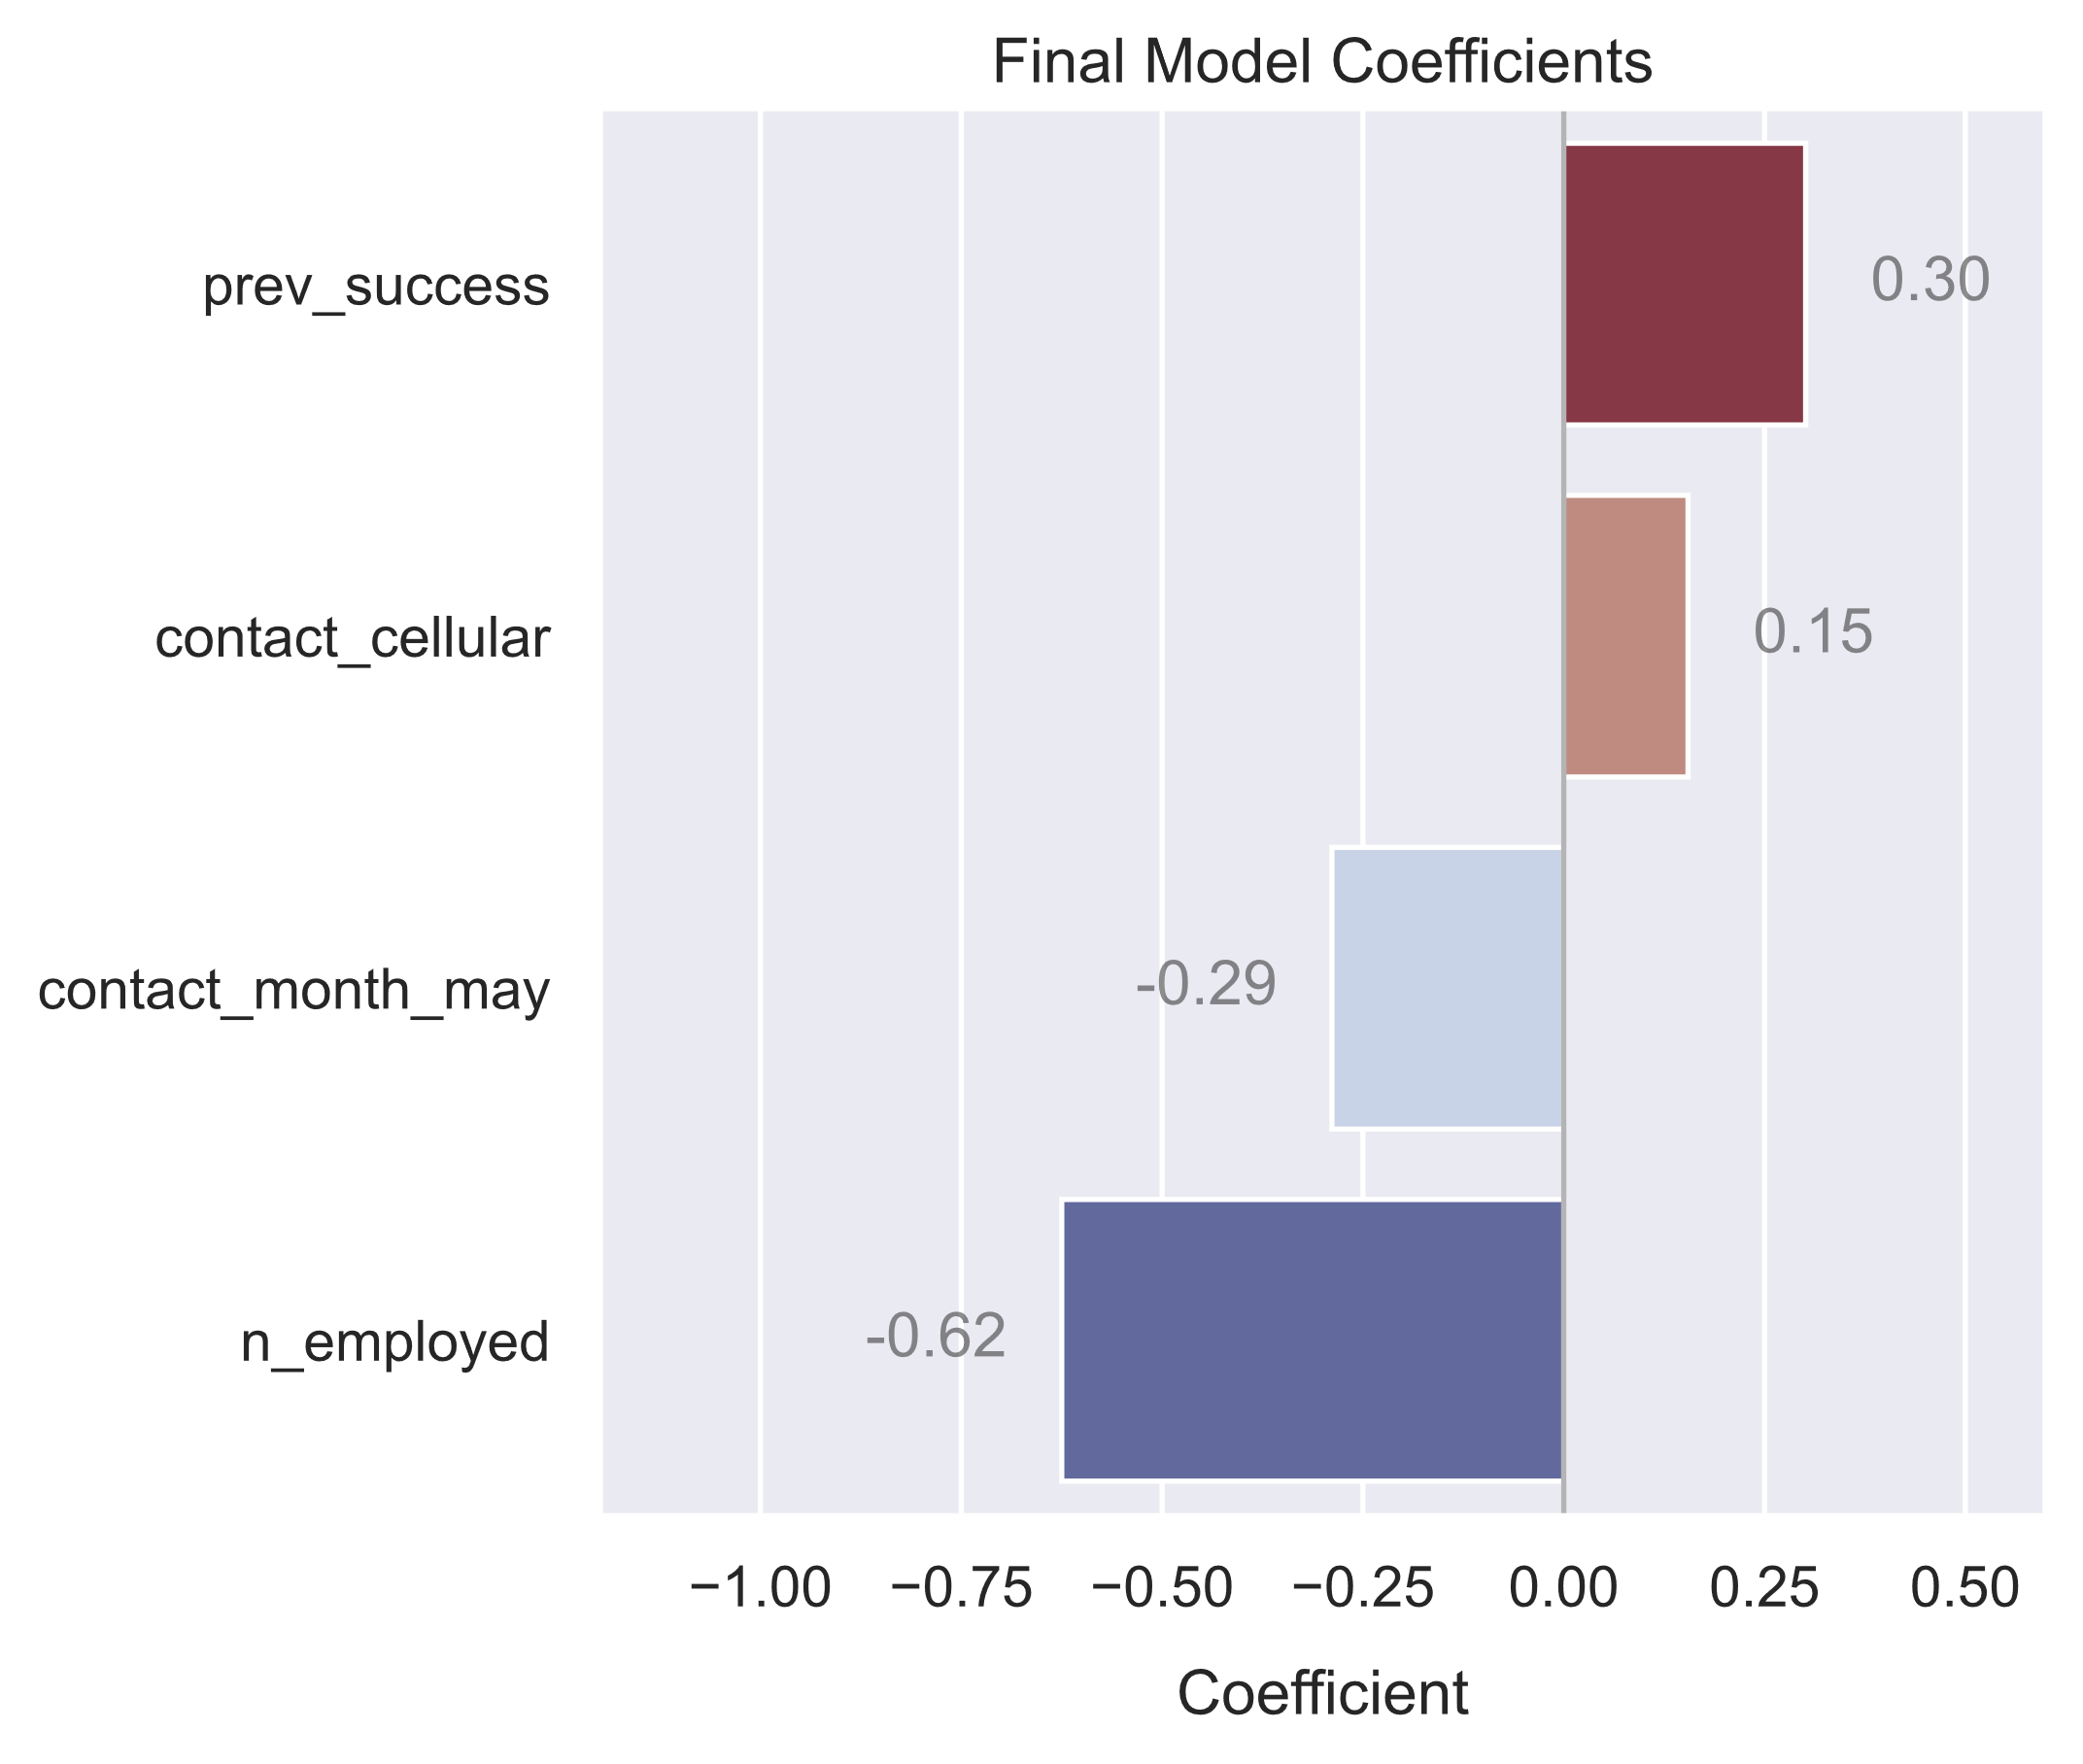 Final Model Coefficients
prev_success
0.30
contact_cellular
0.15
contact_month_may
-0.29
n_employed
-0.62
−1.00 −0.75 −0.50 −0.25 0.00 0.25 0.50
Coefficient